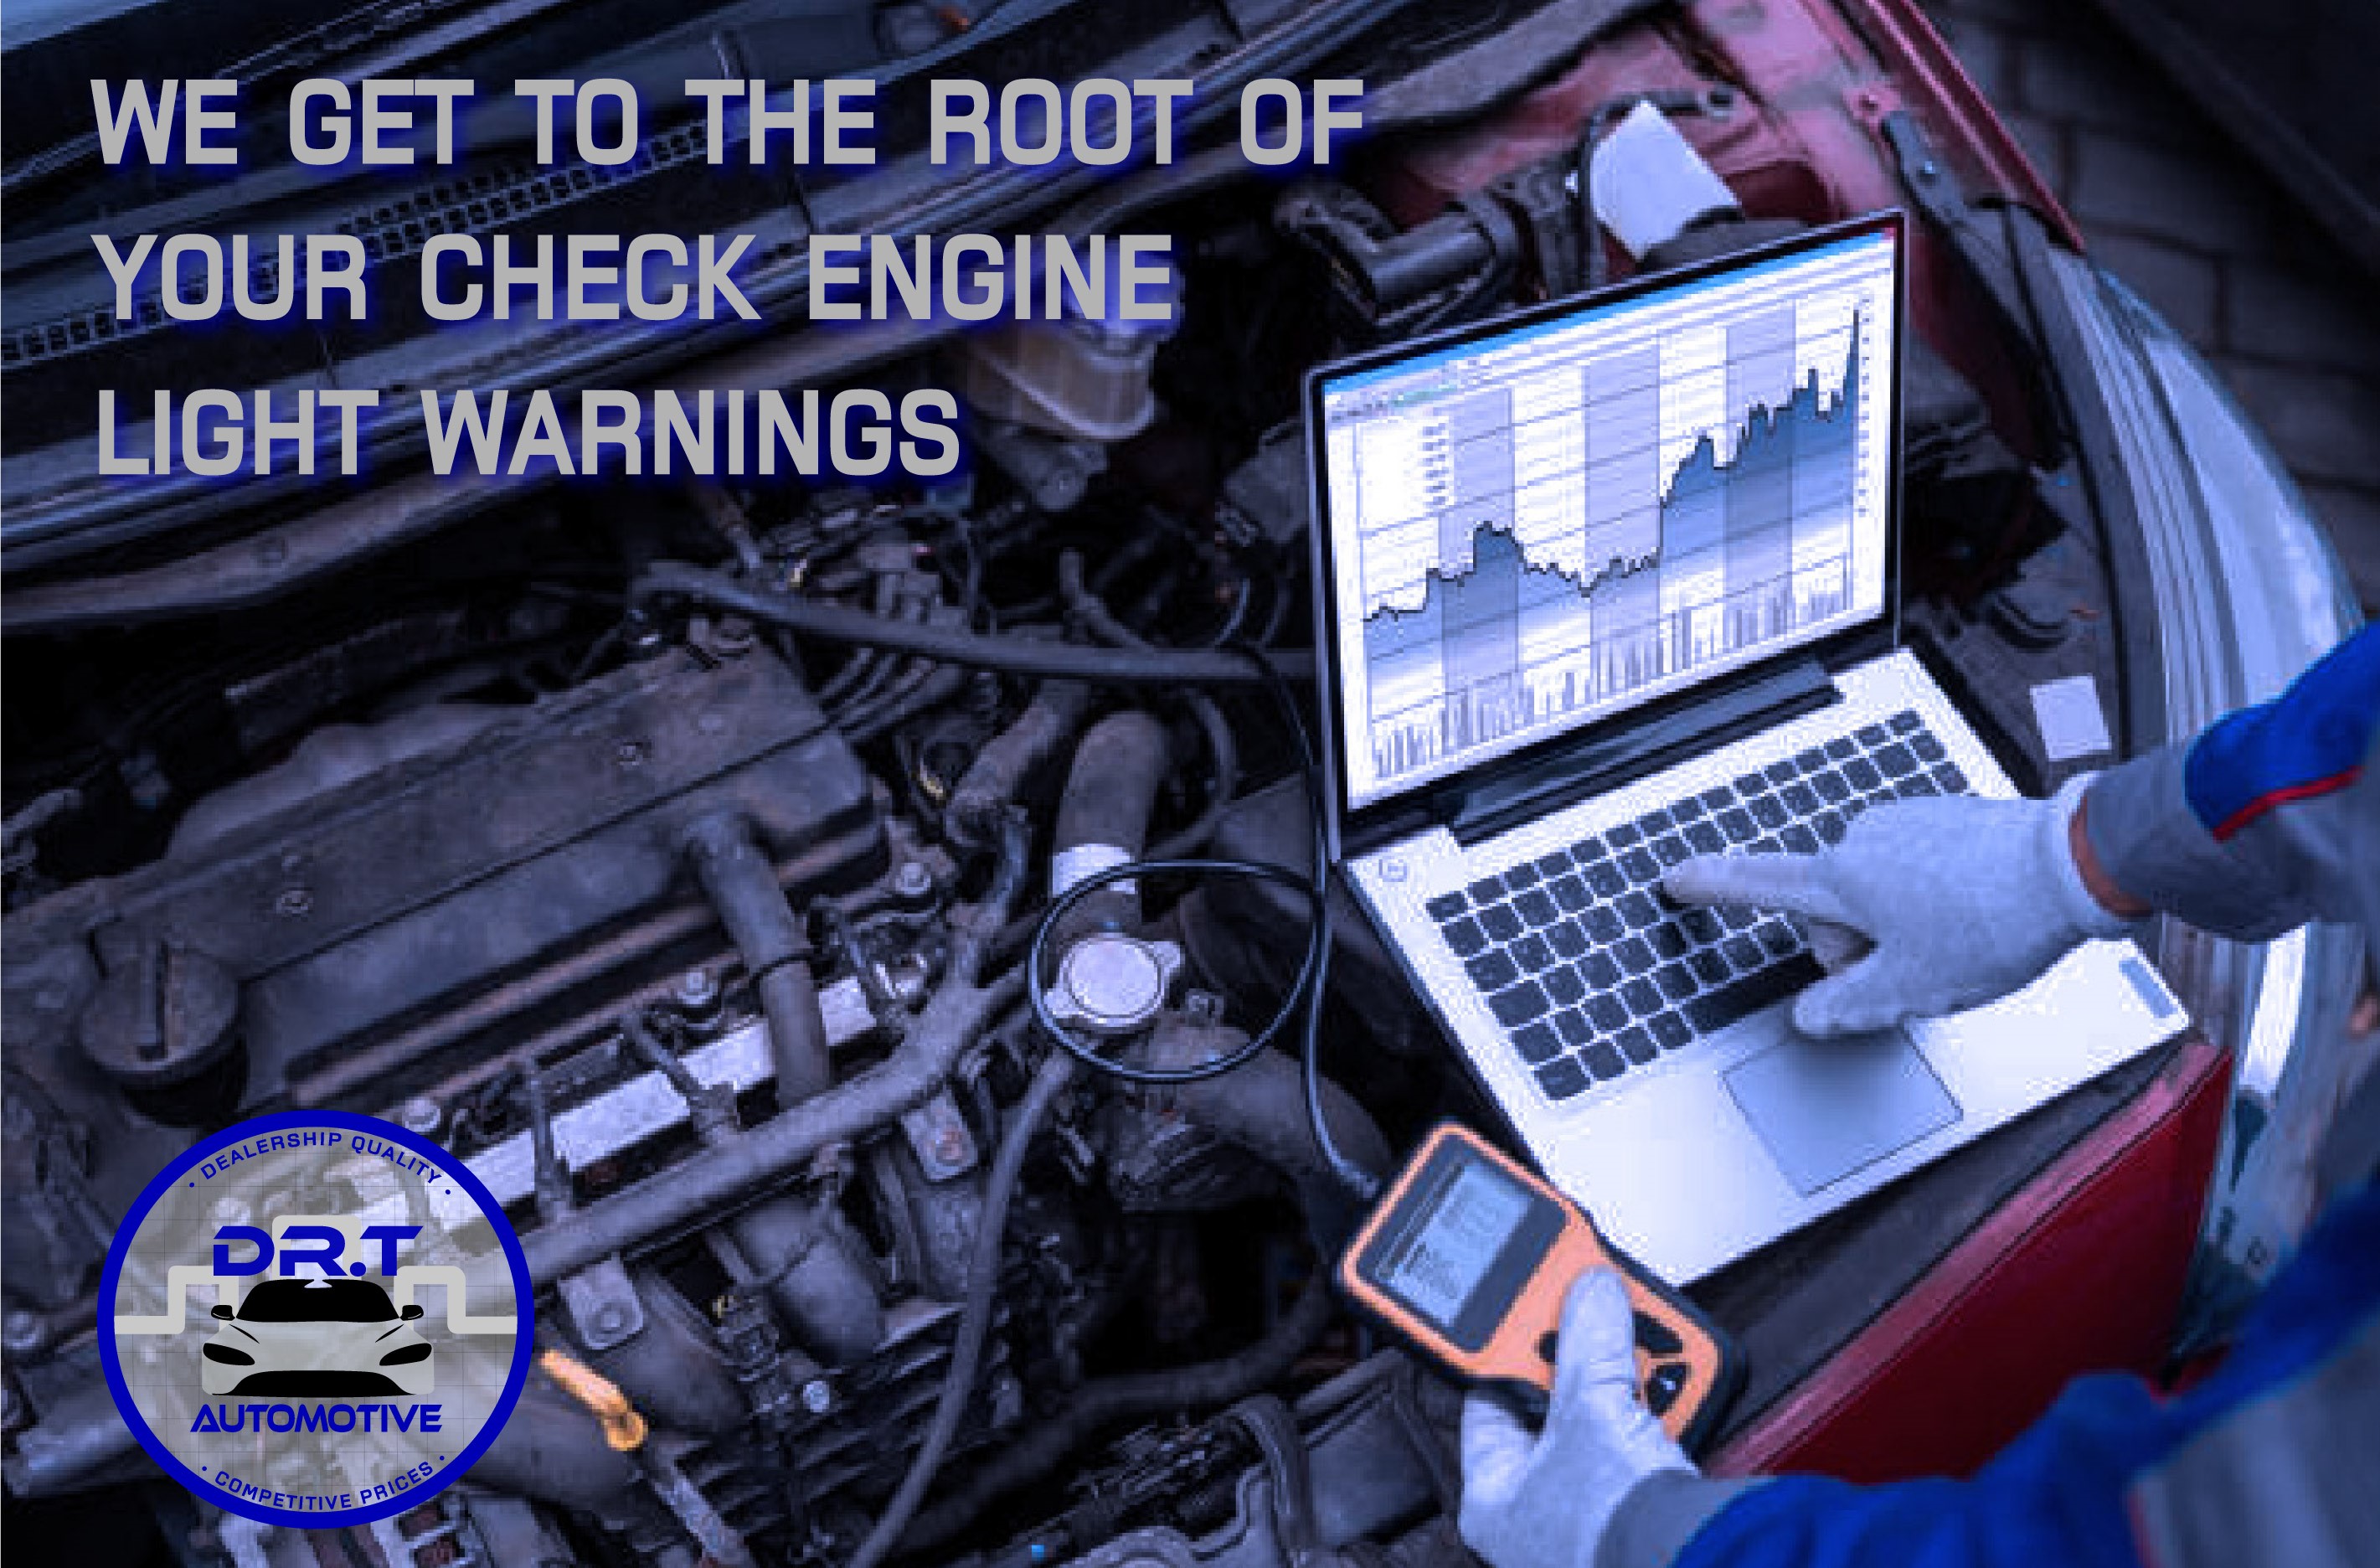 WE GET TO THE ROOT OF
YOUR CHECK ENGINE
LIGHT WARNINGS
· DEALERSHIP QUALITY ·
DR.T
AUTOMOTIVE
· COMPETITIVE PRICES ·